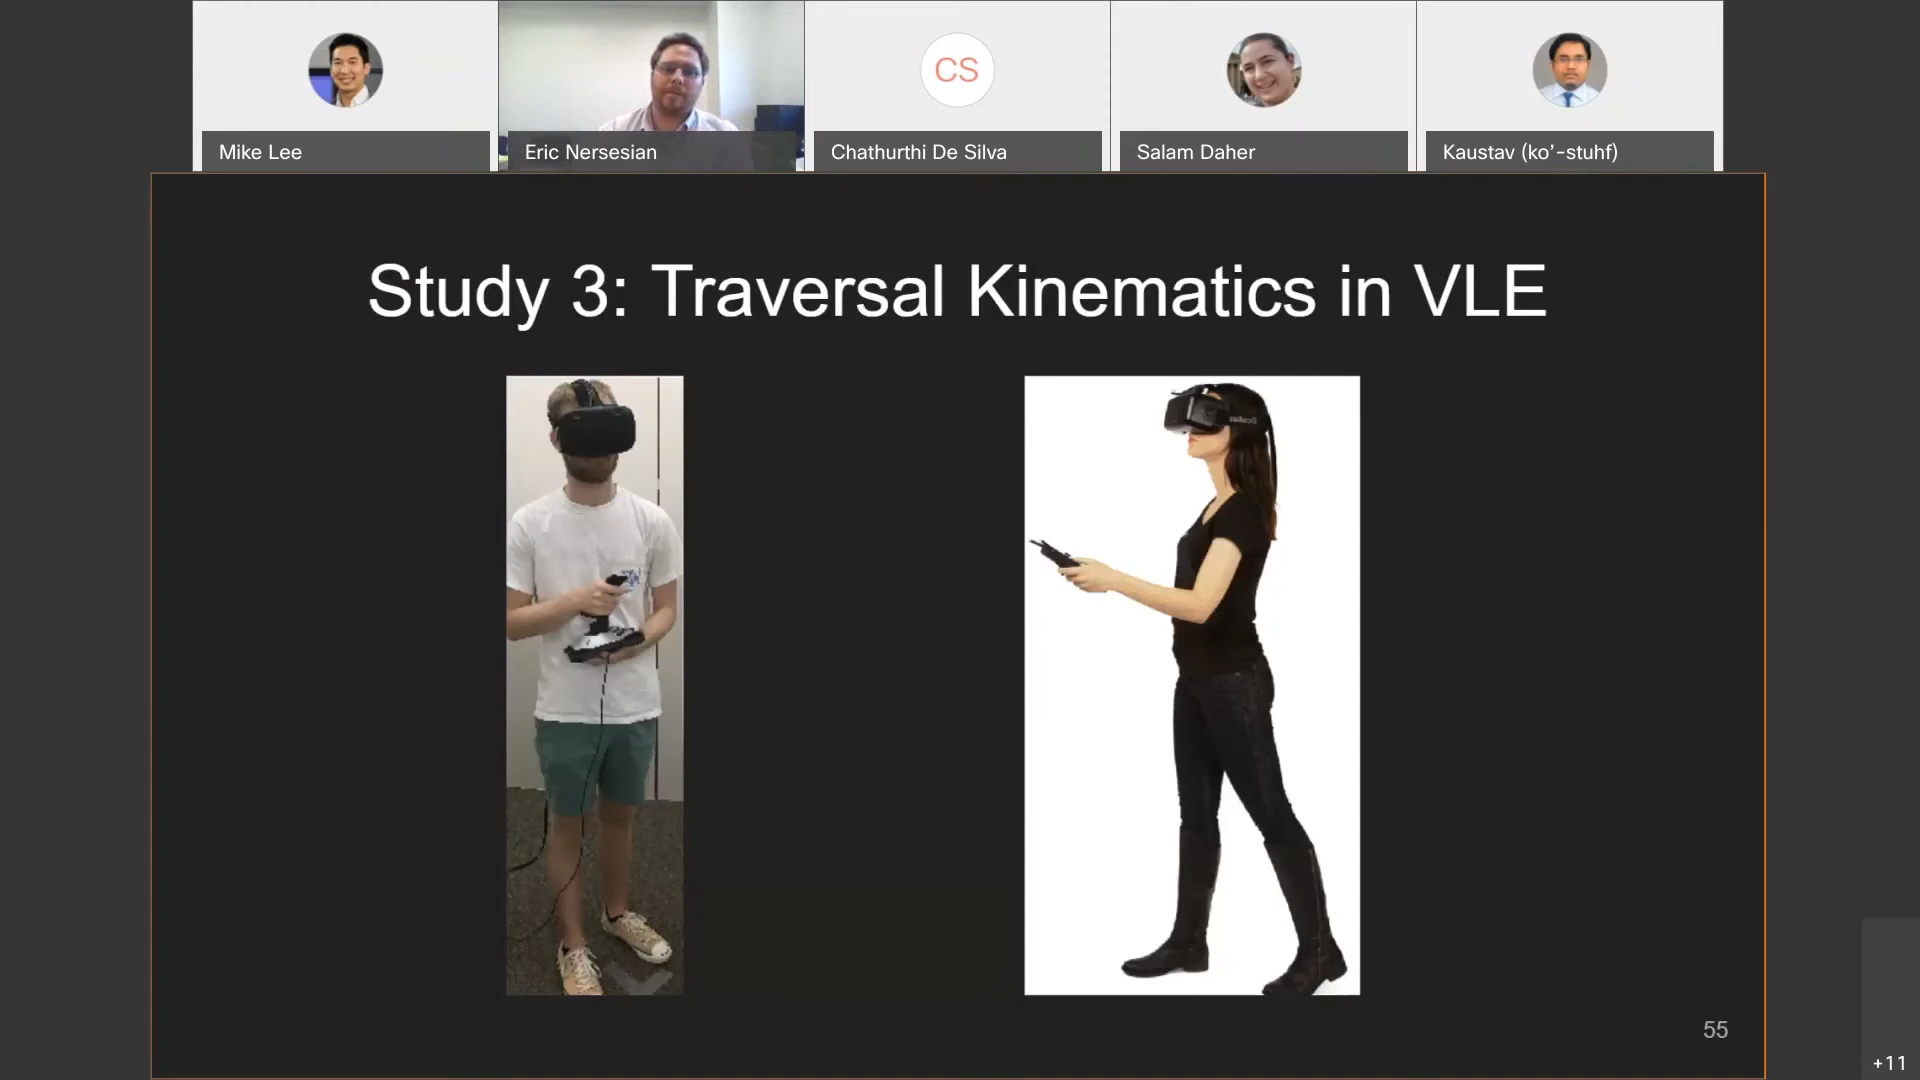 Mike Lee
Eric Nersesian
CS
Chathurthi De Silva
Salam Daher
Kaustav (ko’-stuhf)
Study 3: Traversal Kinematics in VLE
55
+11